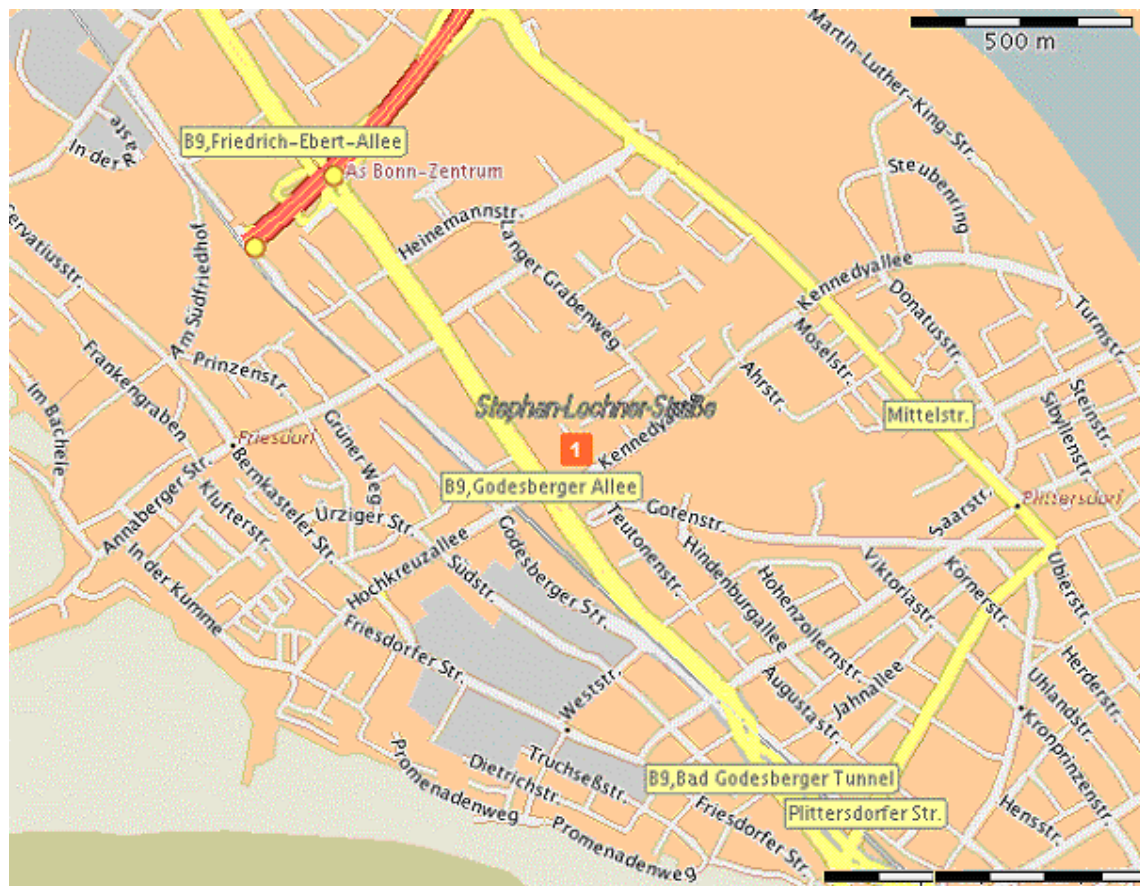 500 m
Martin-Luther-King-Str.
B9,Friedrich-Ebert-Allee
In der Raste
As Bonn-Zentrum
Steubenring
Servatiusstr.
Heinemannstr.
Langer Grabenweg
Kennedyallee
Am Südfriedhof
Donatusstr.
Turmstr.
Moselstr.
Prinzenstr.
Frankengraben
Ahrstr.
Im Bachele
Steinstr.
Sibyllenstr.
Stephan-Lochner-Straße
Mittelstr.
Grüner Weg
Friesdorf
Kennedyallee
1
Annaberger Str.
Bernkasteler Str.
B9,Godesberger Allee
Klufterstr.
Ürziger Str.
Gotenstr.
Saarstr.
Plittersdorf
Teutonenstr.
Godesberger Str.
Hochkreuzallee
Südstr.
In der Kumme
Hindenburgallee
Hohenzollernstr.
Viktoriastr.
Körnerstr.
Ubierstr.
Friesdorfer Str.
Weststr.
Augustastr.
Jahnallee
Herderstr.
Uhlandstr.
Kronprinzenstr.
Promenadenweg
Dietrichstr.
Truchseßstr.
B9,Bad Godesberger Tunnel
Plittersdorfer Str.
Friesdorfer Str.
Hensstr.
Promenadenweg